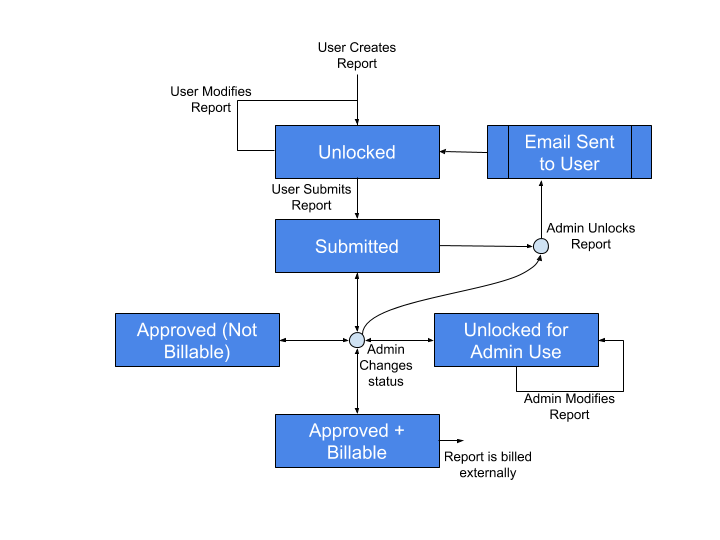 User Creates
Report
User Modifies
Report
Unlocked
Email Sent
to User
User Submits
Report
Submitted
Admin Unlocks
Report
Approved (Not
Billable)
Admin
Changes
status
Unlocked for
Admin Use
Admin Modifies
Report
Approved +
Billable
Report is billed
externally